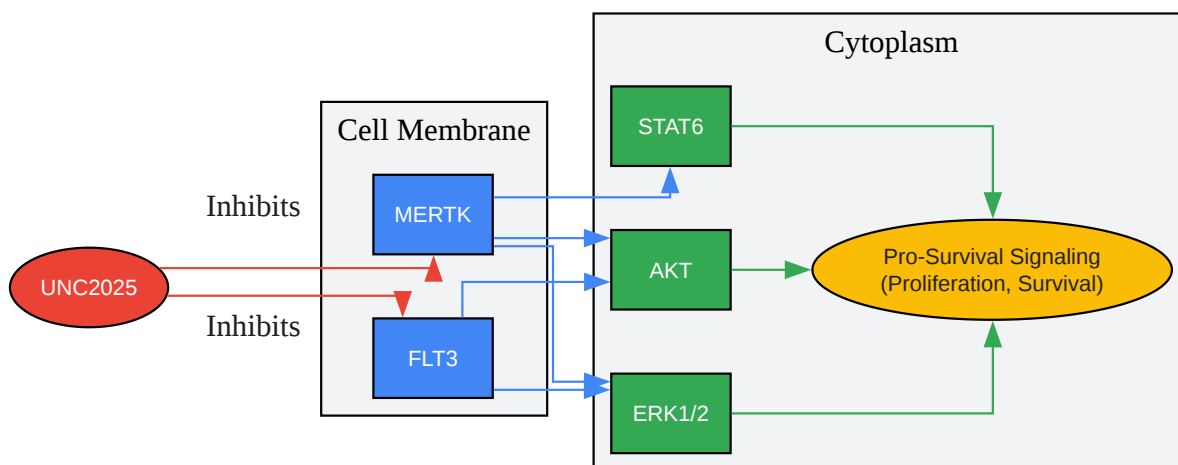 Cytoplasm
Cell Membrane
STAT6
Inhibits
MERTK
UNC2025
AKT
Pro-Survival Signaling
(Proliferation, Survival)
Inhibits
FLT3
ERK1/2